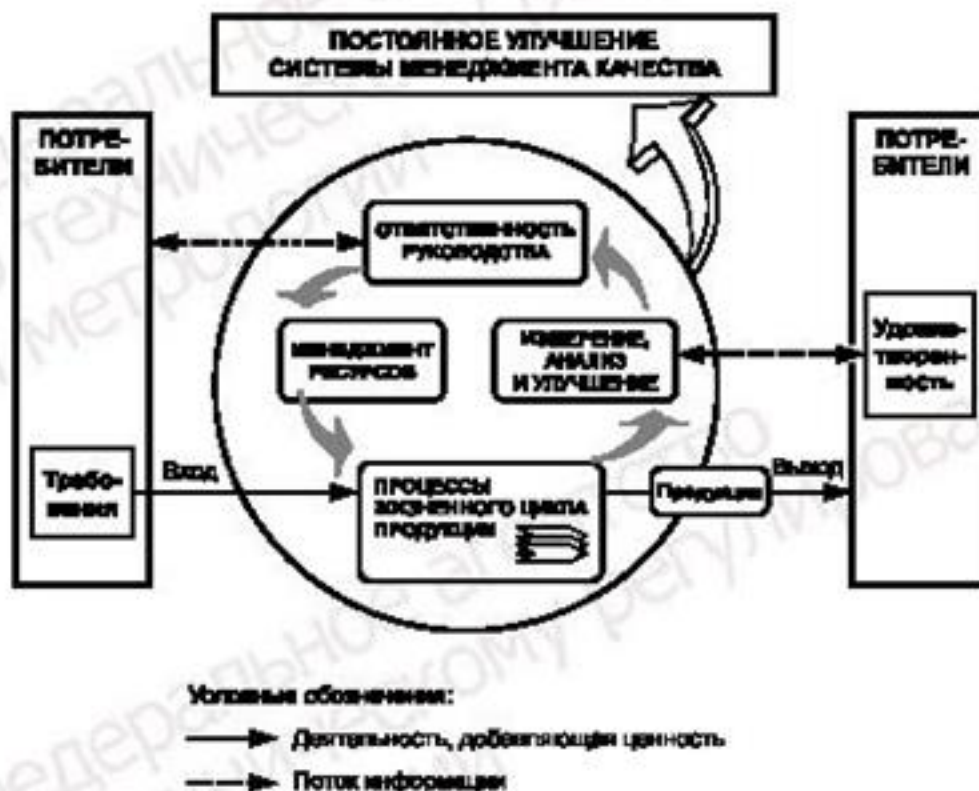 ПОСТОЯННОЕ УЛУЧШЕНИЕ
СИСТЕМЫ МЕНЕДЖМЕНТА КАЧЕСТВА
ПОТРЕ-
БИТЕЛИ
ПОТРЕ-
БИТЕЛИ
ОТВЕТСТВЕННОСТЬ
РУКОВОДСТВА
МЕНЕДЖМЕНТ
РЕСУРСОВ
ИЗМЕРЕНИЕ,
АНАЛИЗ
И УЛУЧШЕНИЕ
Удовле-
творен-
ность
Требо-
вания
Вход
ПРОЦЕССЫ
ЖИЗНЕННОГО ЦИКЛА
ПРОДУКЦИИ
Продукция
Выход
Условные обозначения:
Деятельность, добавляющая ценность
Поток информации